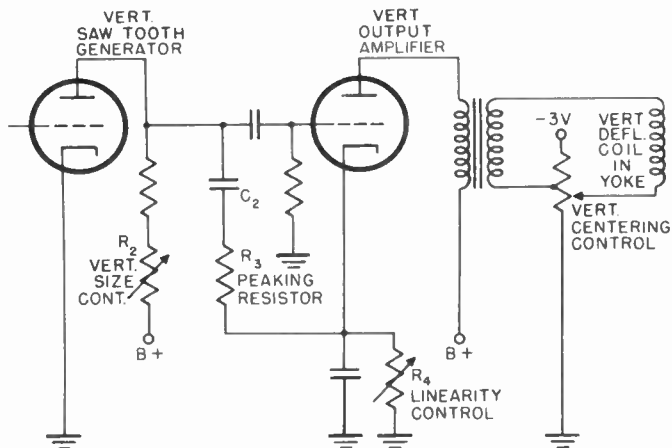 VERT.
SAW TOOTH
GENERATOR
VERT
OUTPUT
AMPLIFIER
-3V
VERT
DEFL.
COIL
IN
YOKE
VERT.
CENTERING
CONTROL
C2
R2
VERT.
SIZE
CONT.
R3
PEAKING
RESISTOR
B+
B+
R4
LINEARITY
CONTROL